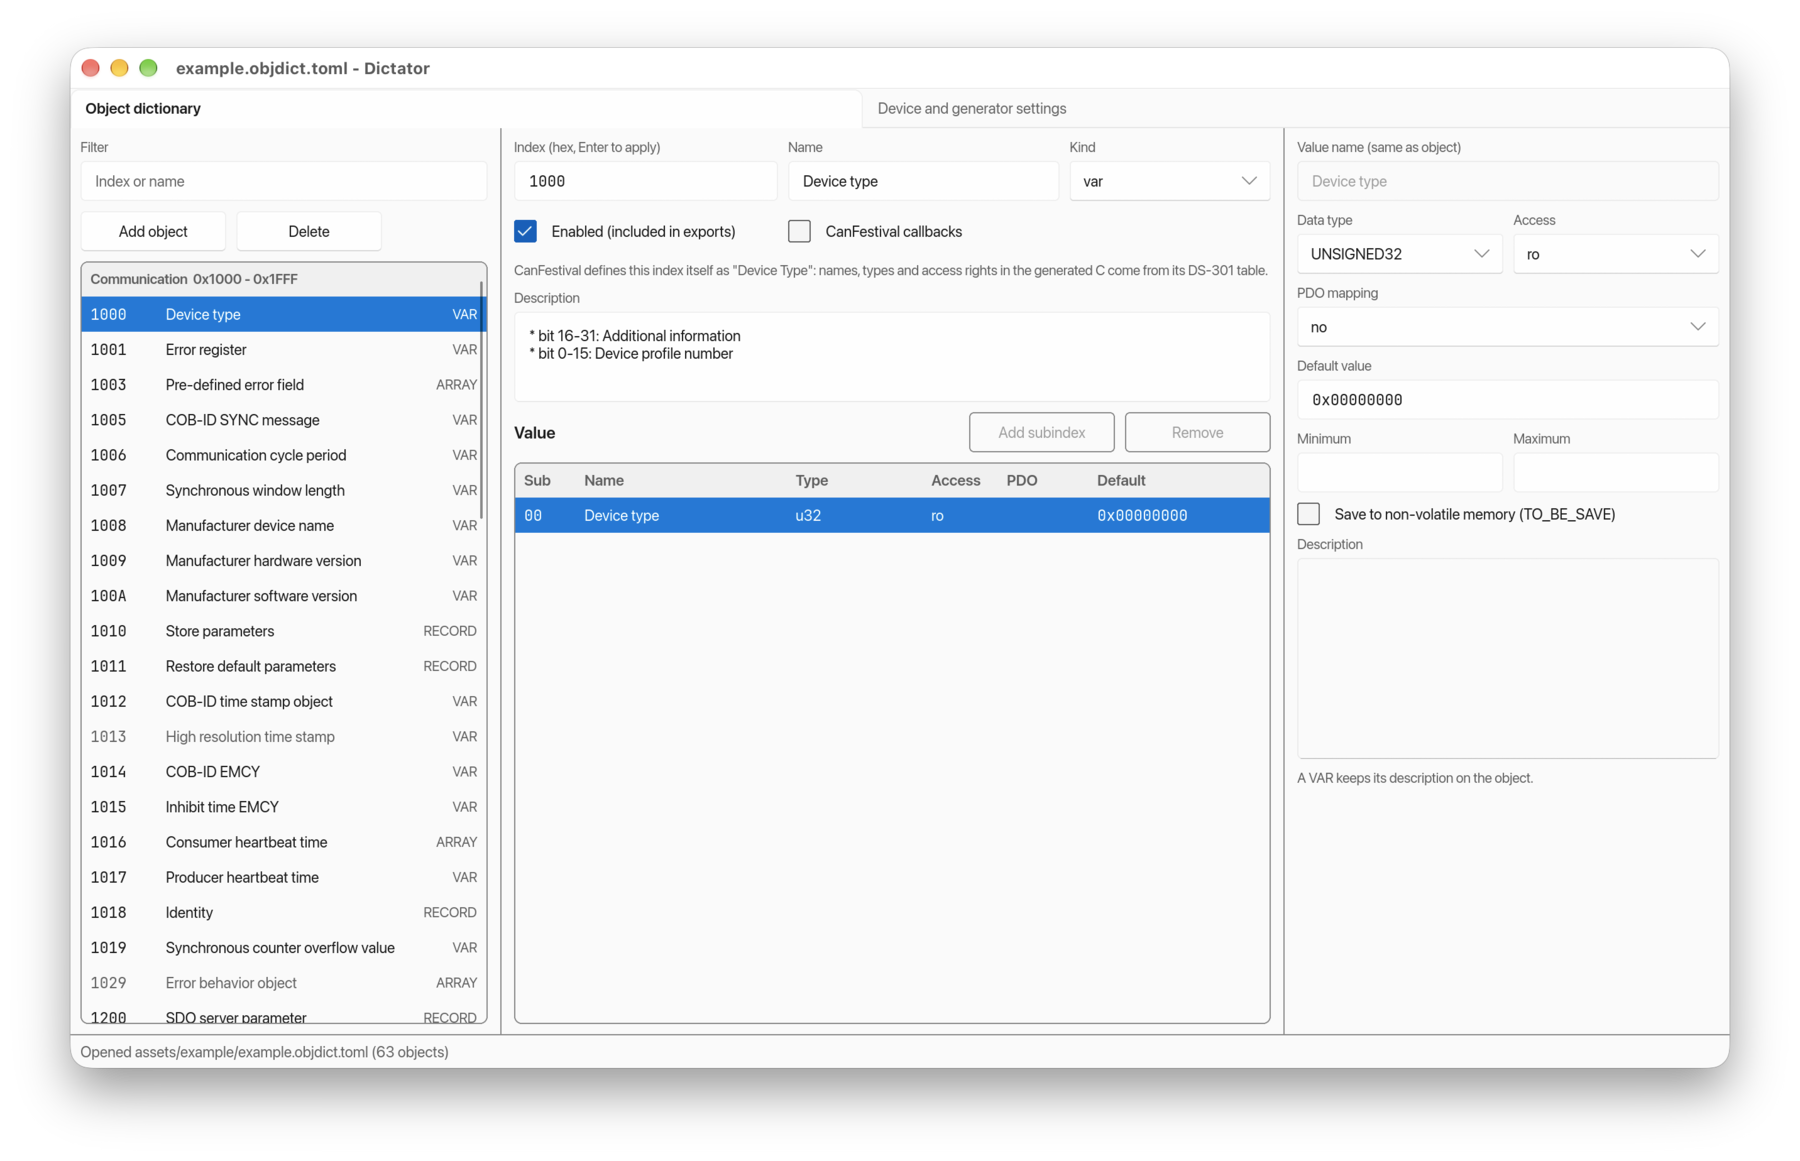 example.objdict.toml - Dictator
Object dictionary
Device and generator settings
Filter
Index or name
Add object
Delete
Communication 0x1000 - 0x1FFF
1000 Device type VAR
1001 Error register VAR
1003 Pre-defined error field ARRAY
1005 COB-ID SYNC message VAR
1006 Communication cycle period VAR
1007 Synchronous window length VAR
1008 Manufacturer device name VAR
1009 Manufacturer hardware version VAR
100A Manufacturer software version VAR
1010 Store parameters RECORD
1011 Restore default parameters RECORD
1012 COB-ID time stamp object VAR
1013 High resolution time stamp VAR
1014 COB-ID EMCY VAR
1015 Inhibit time EMCY VAR
1016 Consumer heartbeat time ARRAY
1017 Producer heartbeat time VAR
1018 Identity RECORD
1019 Synchronous counter overflow value VAR
1029 Error behavior object ARRAY
1200 SDO server parameter RECORD
Index (hex, Enter to apply) Name Kind
1000 Device type var
Enabled (included in exports) CanFestival callbacks
CanFestival defines this index itself as "Device Type": names, types and access rights in the generated C come from its DS-301 table.
Description
* bit 16-31: Additional information
* bit 0-15: Device profile number
Value
Add subindex
Remove
Sub Name Type Access PDO Default
00 Device type u32 ro 0x00000000
Value name (same as object)
Device type
Data type Access
UNSIGNED32 ro
PDO mapping
no
Default value
0x00000000
Minimum Maximum
Save to non-volatile memory (TO_BE_SAVE)
Description
A VAR keeps its description on the object.
Opened assets/example/example.objdict.toml (63 objects)